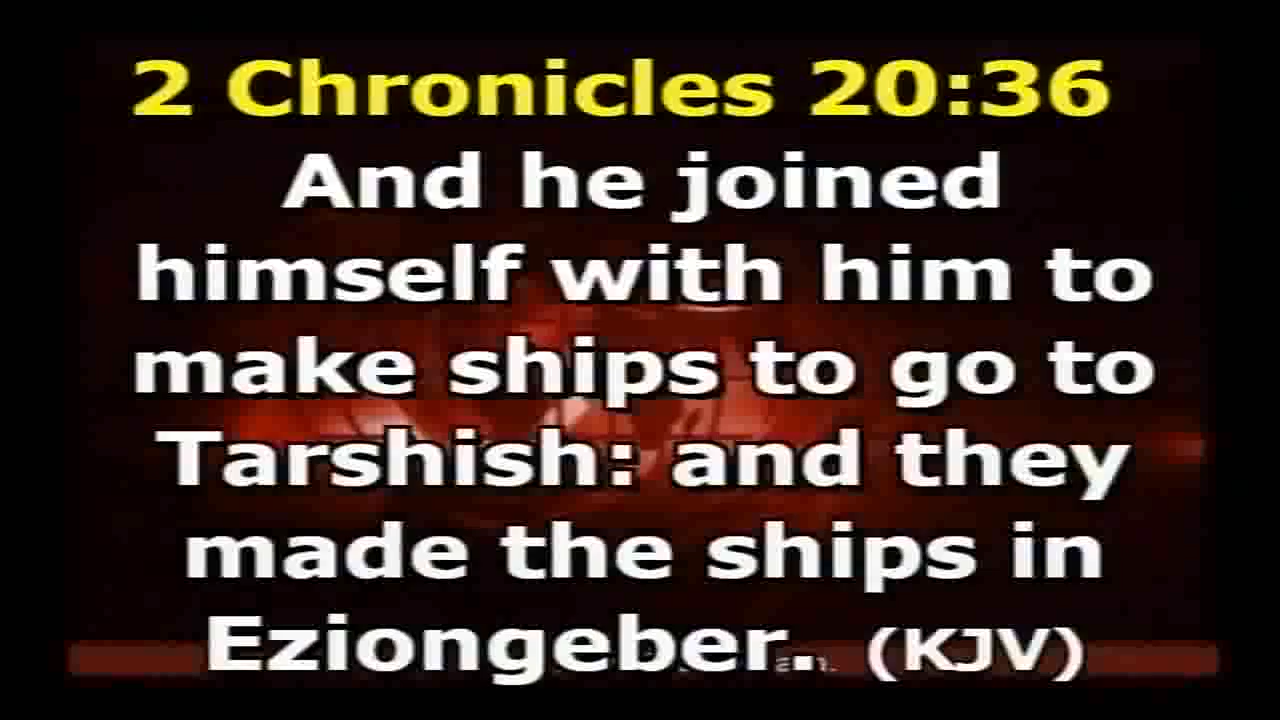 2 Chronicles 20:36
And he joined
himself with him to
make ships to go to
Tarshish: and they
made the ships in
Eziongeber. (KJV)